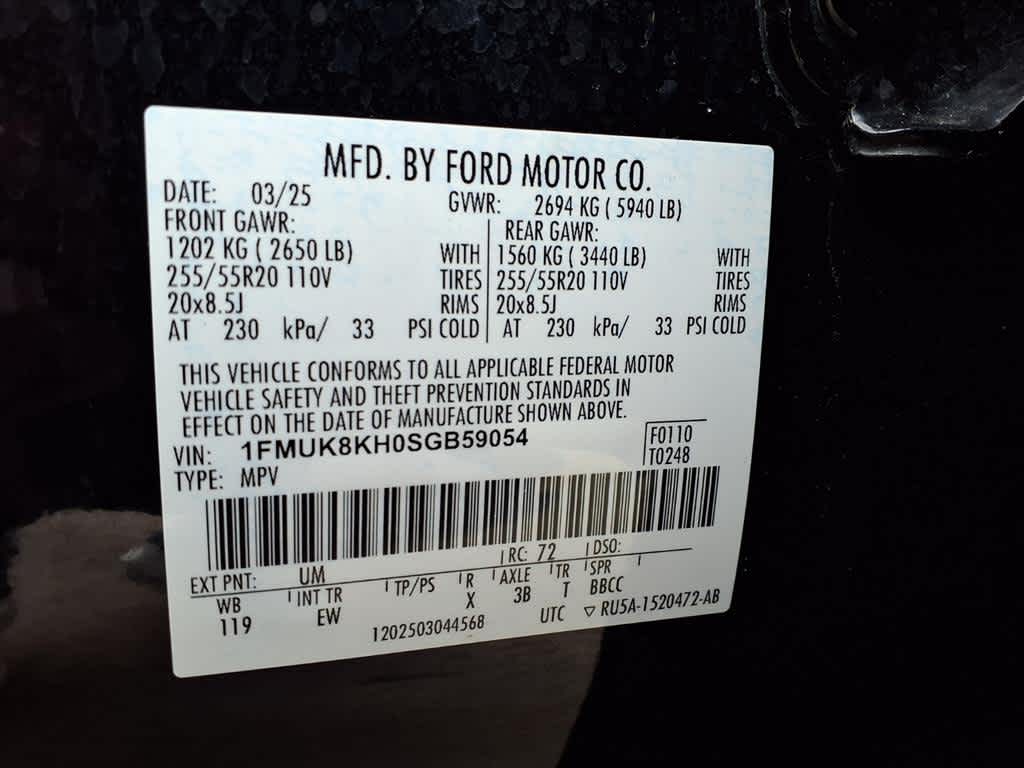 MFD. BY FORD MOTOR CO.
DATE: 03/25 GVWR: 2694 KG ( 5940 LB)
FRONT GAWR: REAR GAWR:
1202 KG ( 2650 LB) WITH 1560 KG ( 3440 LB) WITH
255/55R20 110V TIRES 255/55R20 110V TIRES
20x8.5J RIMS 20x8.5J RIMS
AT 230 kPa/ 33 PSI COLD AT 230 kPa/ 33 PSI COLD
THIS VEHICLE CONFORMS TO ALL APPLICABLE FEDERAL MOTOR
VEHICLE SAFETY AND THEFT PREVENTION STANDARDS IN
EFFECT ON THE DATE OF MANUFACTURE SHOWN ABOVE.
VIN: 1FMUK8KH0SGB59054 F0110
TYPE: MPV T0248
EXT PNT: UM RC: 72 DSO:
WB INT TR TP/PS R AXLE TR SPR
119 EW X 3B T BBCC
1202503044568 UTC ▽ RU5A-1520472-AB